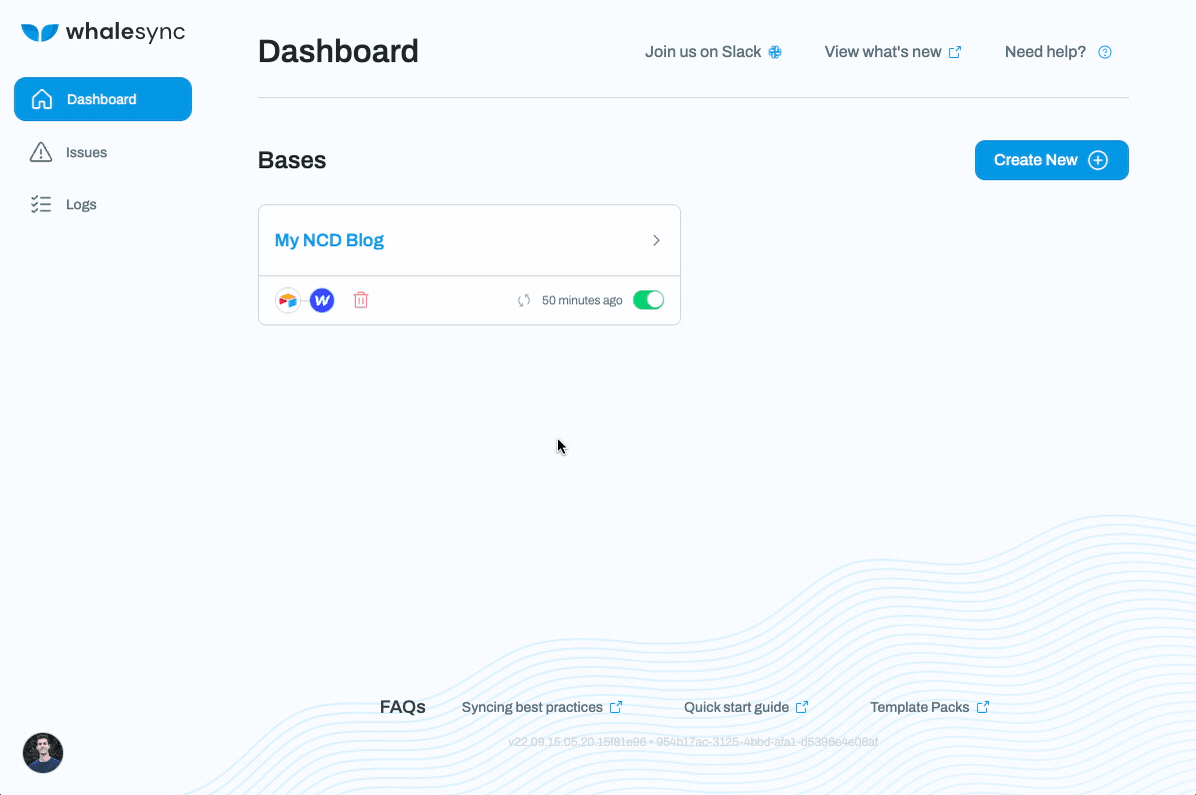 whalesync
Dashboard
Join us on Slack
View what's new
Need help?
Dashboard
Issues
Logs
Bases
Create New
My NCD Blog
50 minutes ago
FAQs
Syncing best practices
Quick start guide
Template Packs
v22.09.15.05.20.15f81e96 • 954b17ac-3125-4bbd-afa1-d5396e4e06af